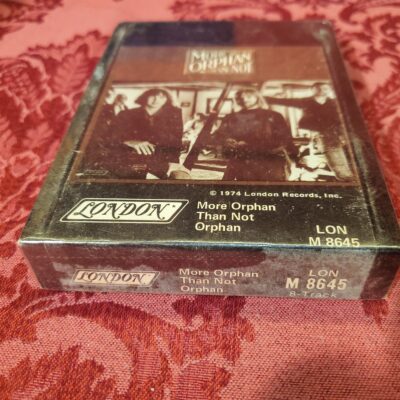 MORE
ORPHAN
THAN NOT
© 1974 London Records, Inc.
LONDON
More Orphan
Than Not
Orphan
LON
M 8645
LONDON
More Orphan
Than Not
Orphan
LON
M 8645
8-Track